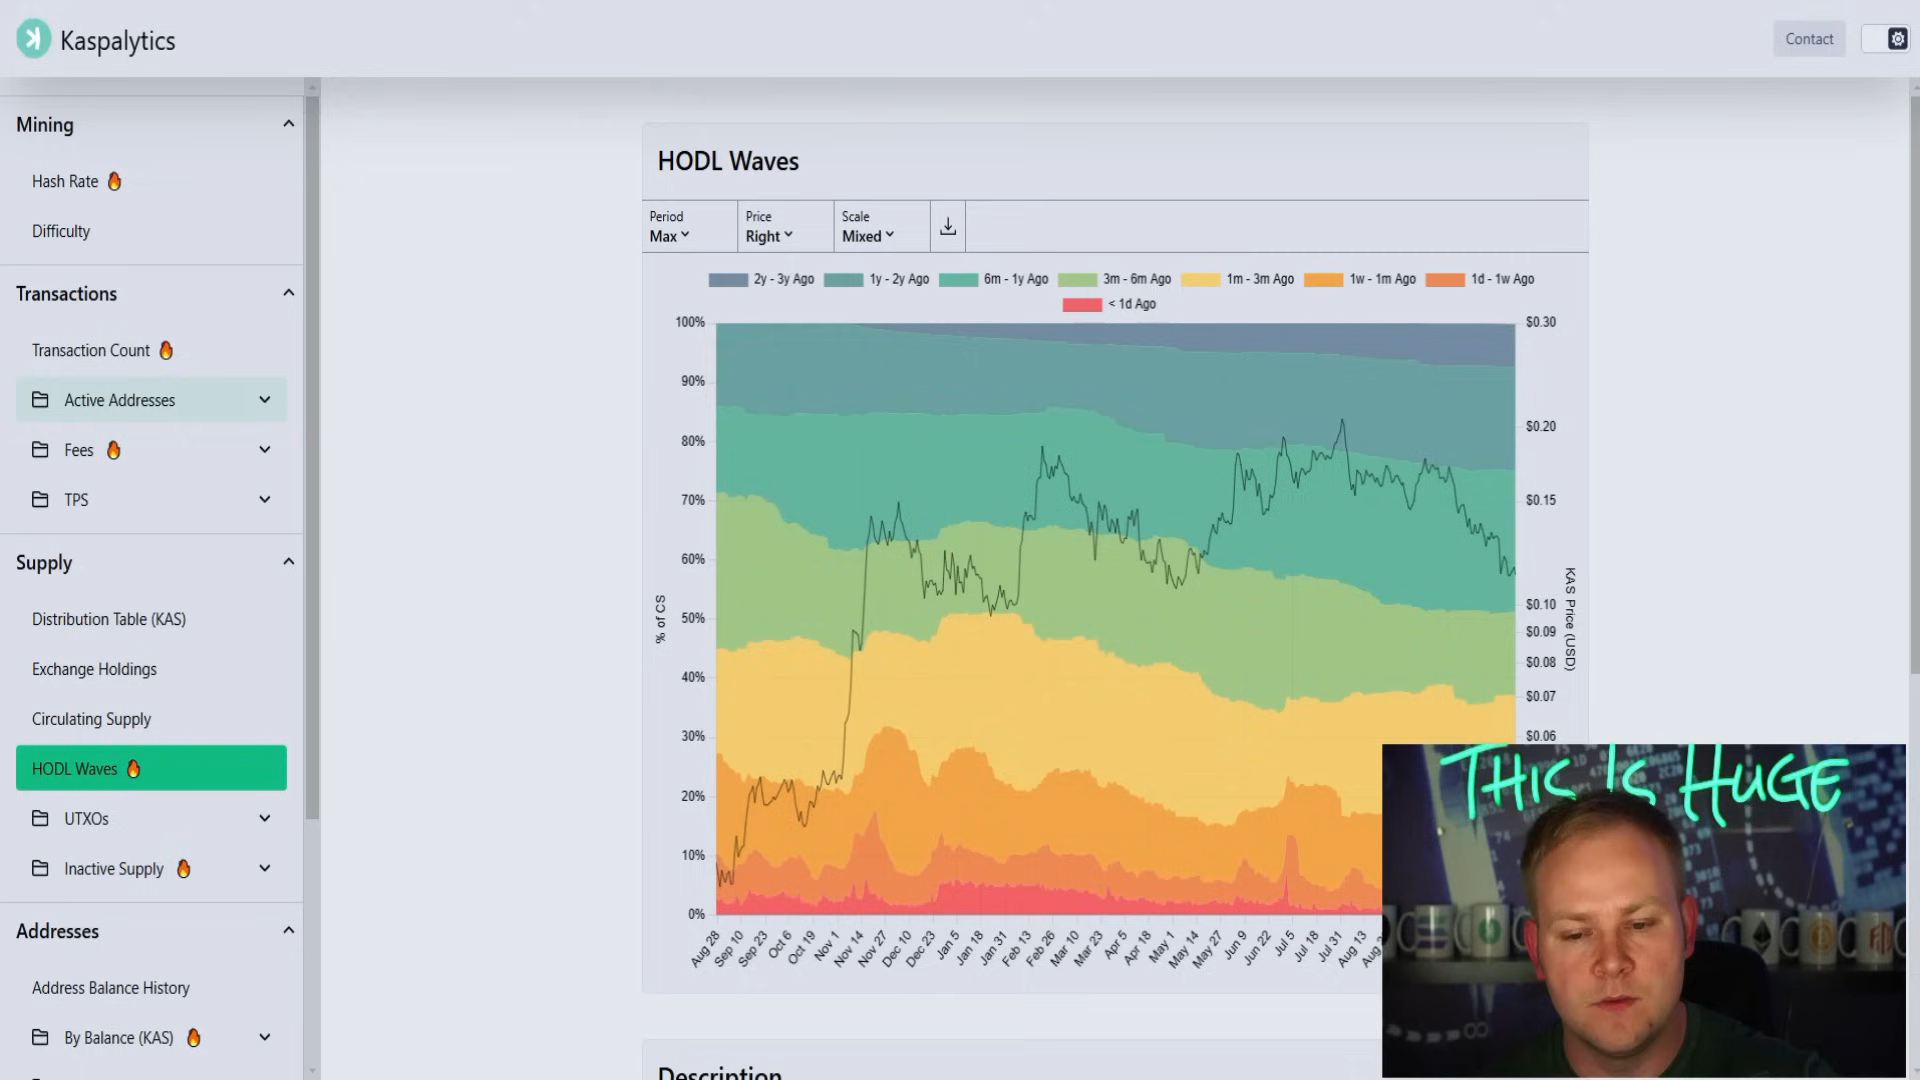 Kaspalytics
Contact
Mining
Hash Rate
Difficulty
Transactions
Transaction Count
Active Addresses
Fees
TPS
Supply
Distribution Table (KAS)
Exchange Holdings
Circulating Supply
HODL Waves
UTXOs
Inactive Supply
Addresses
Address Balance History
By Balance (KAS)
HODL Waves
Period
Max
Price
Right
Scale
Mixed
2y - 3y Ago
1y - 2y Ago
6m - 1y Ago
3m - 6m Ago
1m - 3m Ago
1w - 1m Ago
1d - 1w Ago
< 1d Ago
100%
90%
80%
70%
60%
50%
40%
30%
20%
10%
0%
% of CS
$0.30
$0.20
$0.15
$0.10
$0.09
$0.08
$0.07
$0.06
KAS Price (USD)
Aug 28
Sep 10
Sep 23
Oct 6
Oct 19
Nov 1
Nov 14
Nov 27
Dec 10
Dec 23
Jan 5
Jan 18
Jan 31
Feb 13
Feb 26
Mar 10
Mar 23
Apr 5
Apr 18
May 1
May 14
May 27
Jun 9
Jun 22
Jul 5
Jul 18
Jul 31
Aug 13
THIS IS HUGE
Description